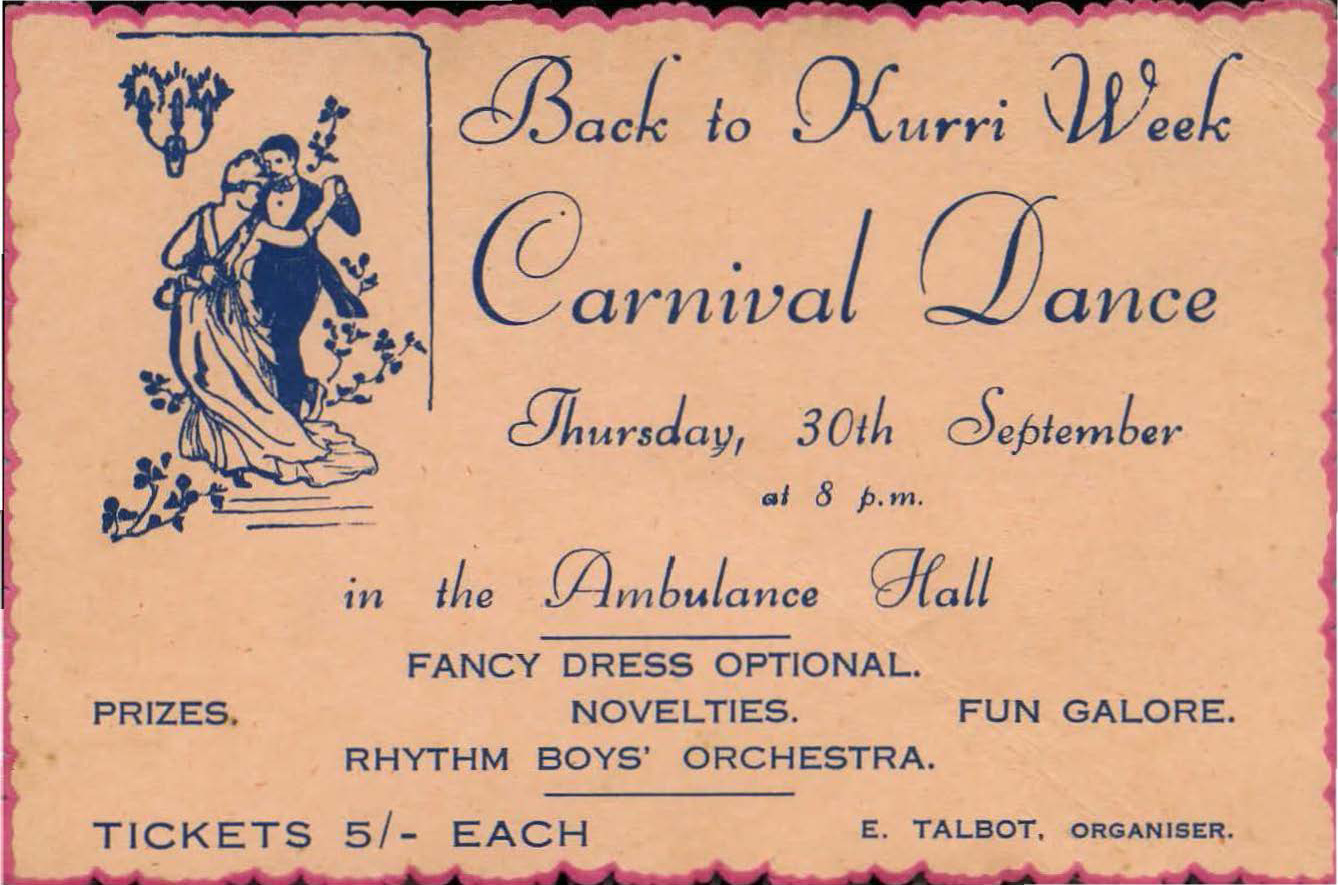 Back to Kurri Week
Carnival Dance
Thursday, 30th September
at 8 p.m.
in the Ambulance Hall
FANCY DRESS OPTIONAL.
PRIZES. NOVELTIES. FUN GALORE.
RHYTHM BOYS' ORCHESTRA.
TICKETS 5/- EACH E. TALBOT, ORGANISER.